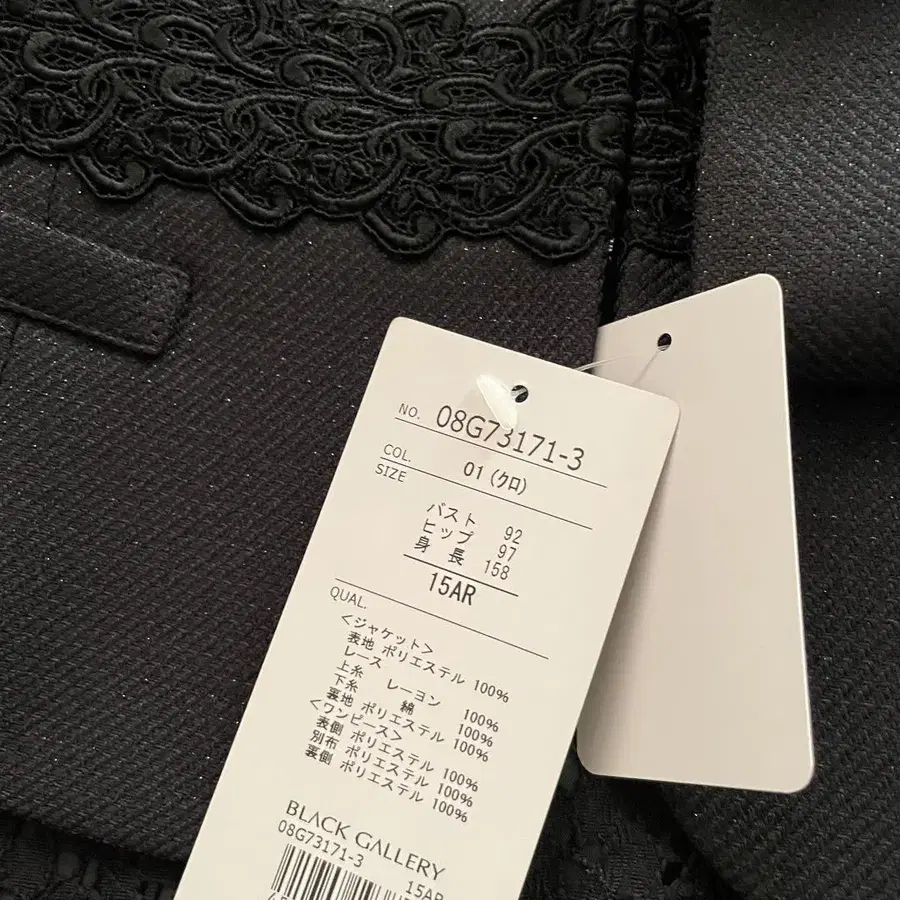 NO. 08G73171-3
COL. 01 (クロ)
SIZE
バスト 92
ヒップ 97
身長 158
15AR
QUAL.
<ジャケット>
表地 ポリエステル 100%
レース
上糸 レーヨン 100%
下糸 綿 100%
裏地 ポリエステル 100%
<ワンピース>
表側 ポリエステル 100%
別布 ポリエステル 100%
裏側 ポリエステル 100%
BLACK GALLERY
08G73171-3
15AR